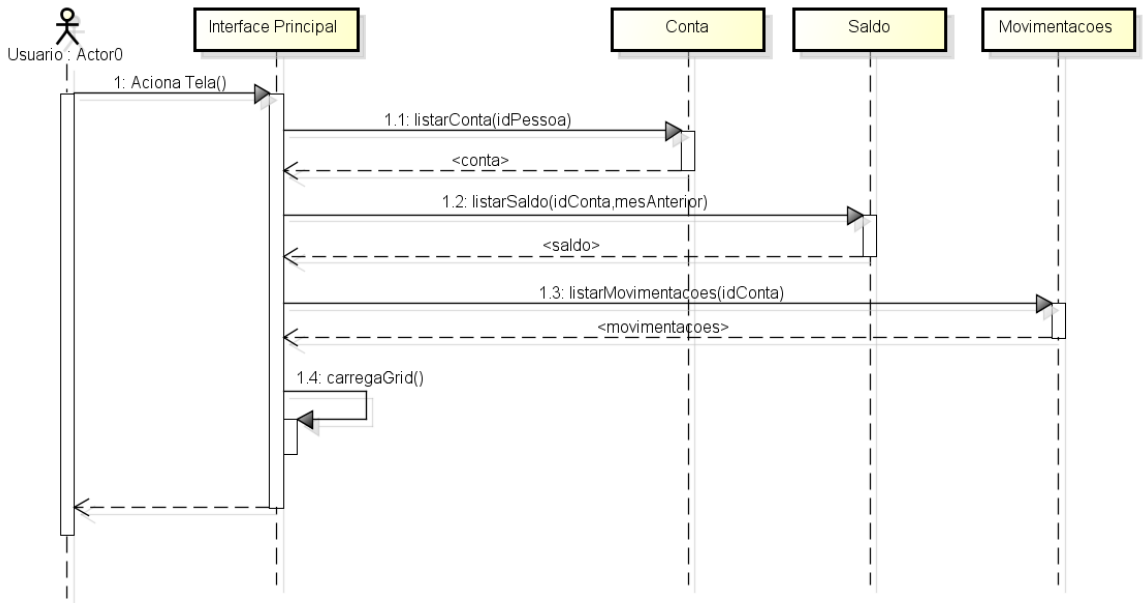 Interface Principal
Conta
Saldo
Movimentacoes
Usuario : Actor0
1: Aciona Tela()
1.1: listarConta(idPessoa)
<conta>
1.2: listarSaldo(idConta,mesAnterior)
<saldo>
1.3: listarMovimentacoes(idConta)
<movimentações>
1.4: carregaGrid()